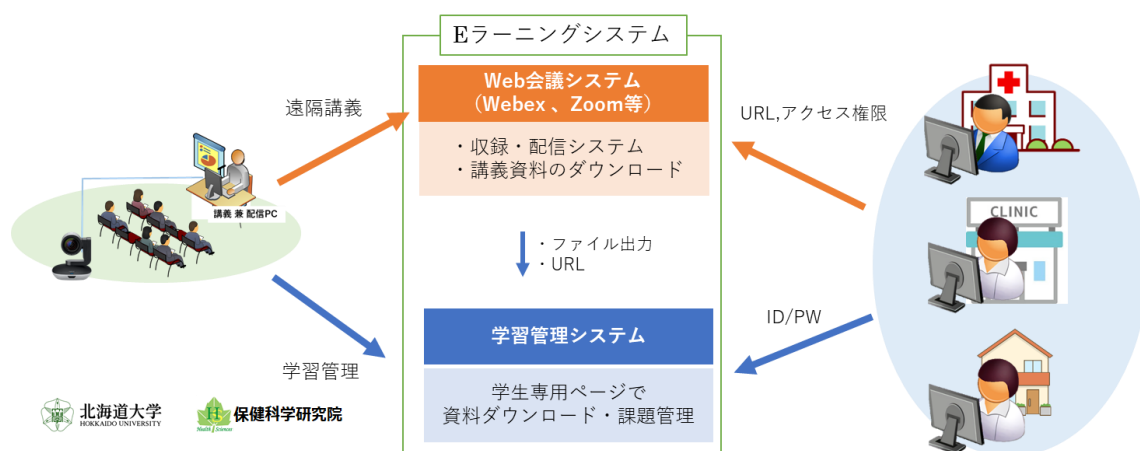 Eラーニングシステム
Web会議システム
(Webex 、Zoom等)
・収録・配信システム
・講義資料のダウンロード
遠隔講義
講義 兼 配信PC
URL,アクセス権限
CLINIC
・ファイル出力
・URL
学習管理システム
学生専用ページで
資料ダウンロード・課題管理
学習管理
ID/PW
北海道大学
HOKKAIDO UNIVERSITY
H
Health Sciences
保健科学研究院